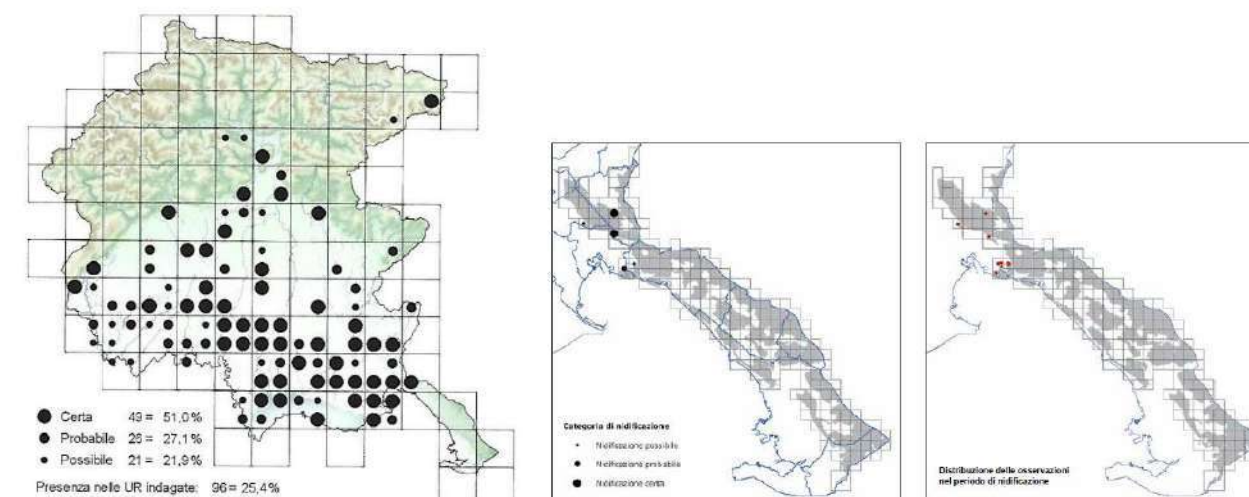 Certa 49 = 51,0%
Probabile 26 = 27,1%
Possibile 21 = 21,9%
Presenza nelle UR indagate: 96 = 25,4%
Categoria di nidificazione
Nidificazione possibile
Nidificazione probabile
Nidificazione certa
Distribuzione delle osservazioni
nel periodo di nidificazione